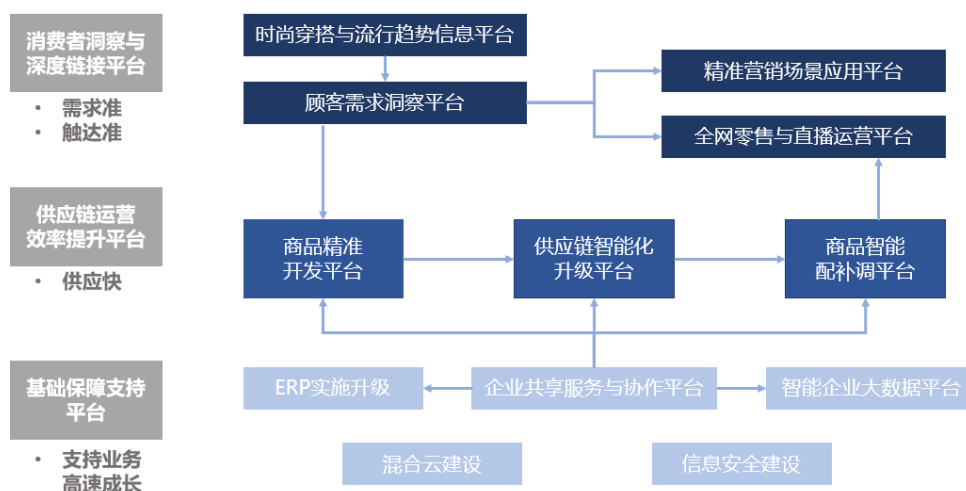 消费者洞察与
深度链接平台
• 需求准
• 触达准
时尚穿搭与流行趋势信息平台
顾客需求洞察平台
精准营销场景应用平台
全网零售与直播运营平台
供应链运营
效率提升平台
• 供应快
商品精准
开发平台
供应链智能化
升级平台
商品智能
配补调平台
基础保障支持
平台
• 支持业务
高速成长
ERP实施升级
企业共享服务与协作平台
智能企业大数据平台
混合云建设
信息安全建设